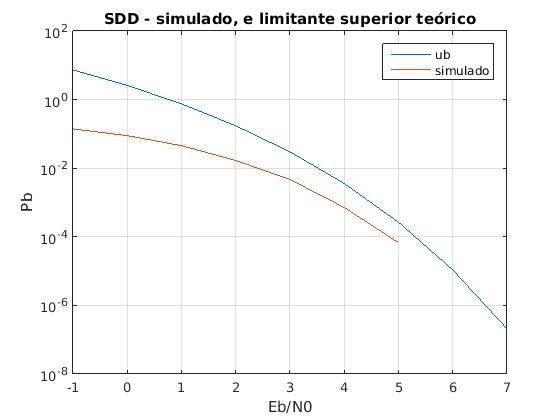 SDD - simulado, e limitante superior teórico
ub
simulado
Pb
10^2
10^0
10^-2
10^-4
10^-6
10^-8
-1 0 1 2 3 4 5 6 7
Eb/N0